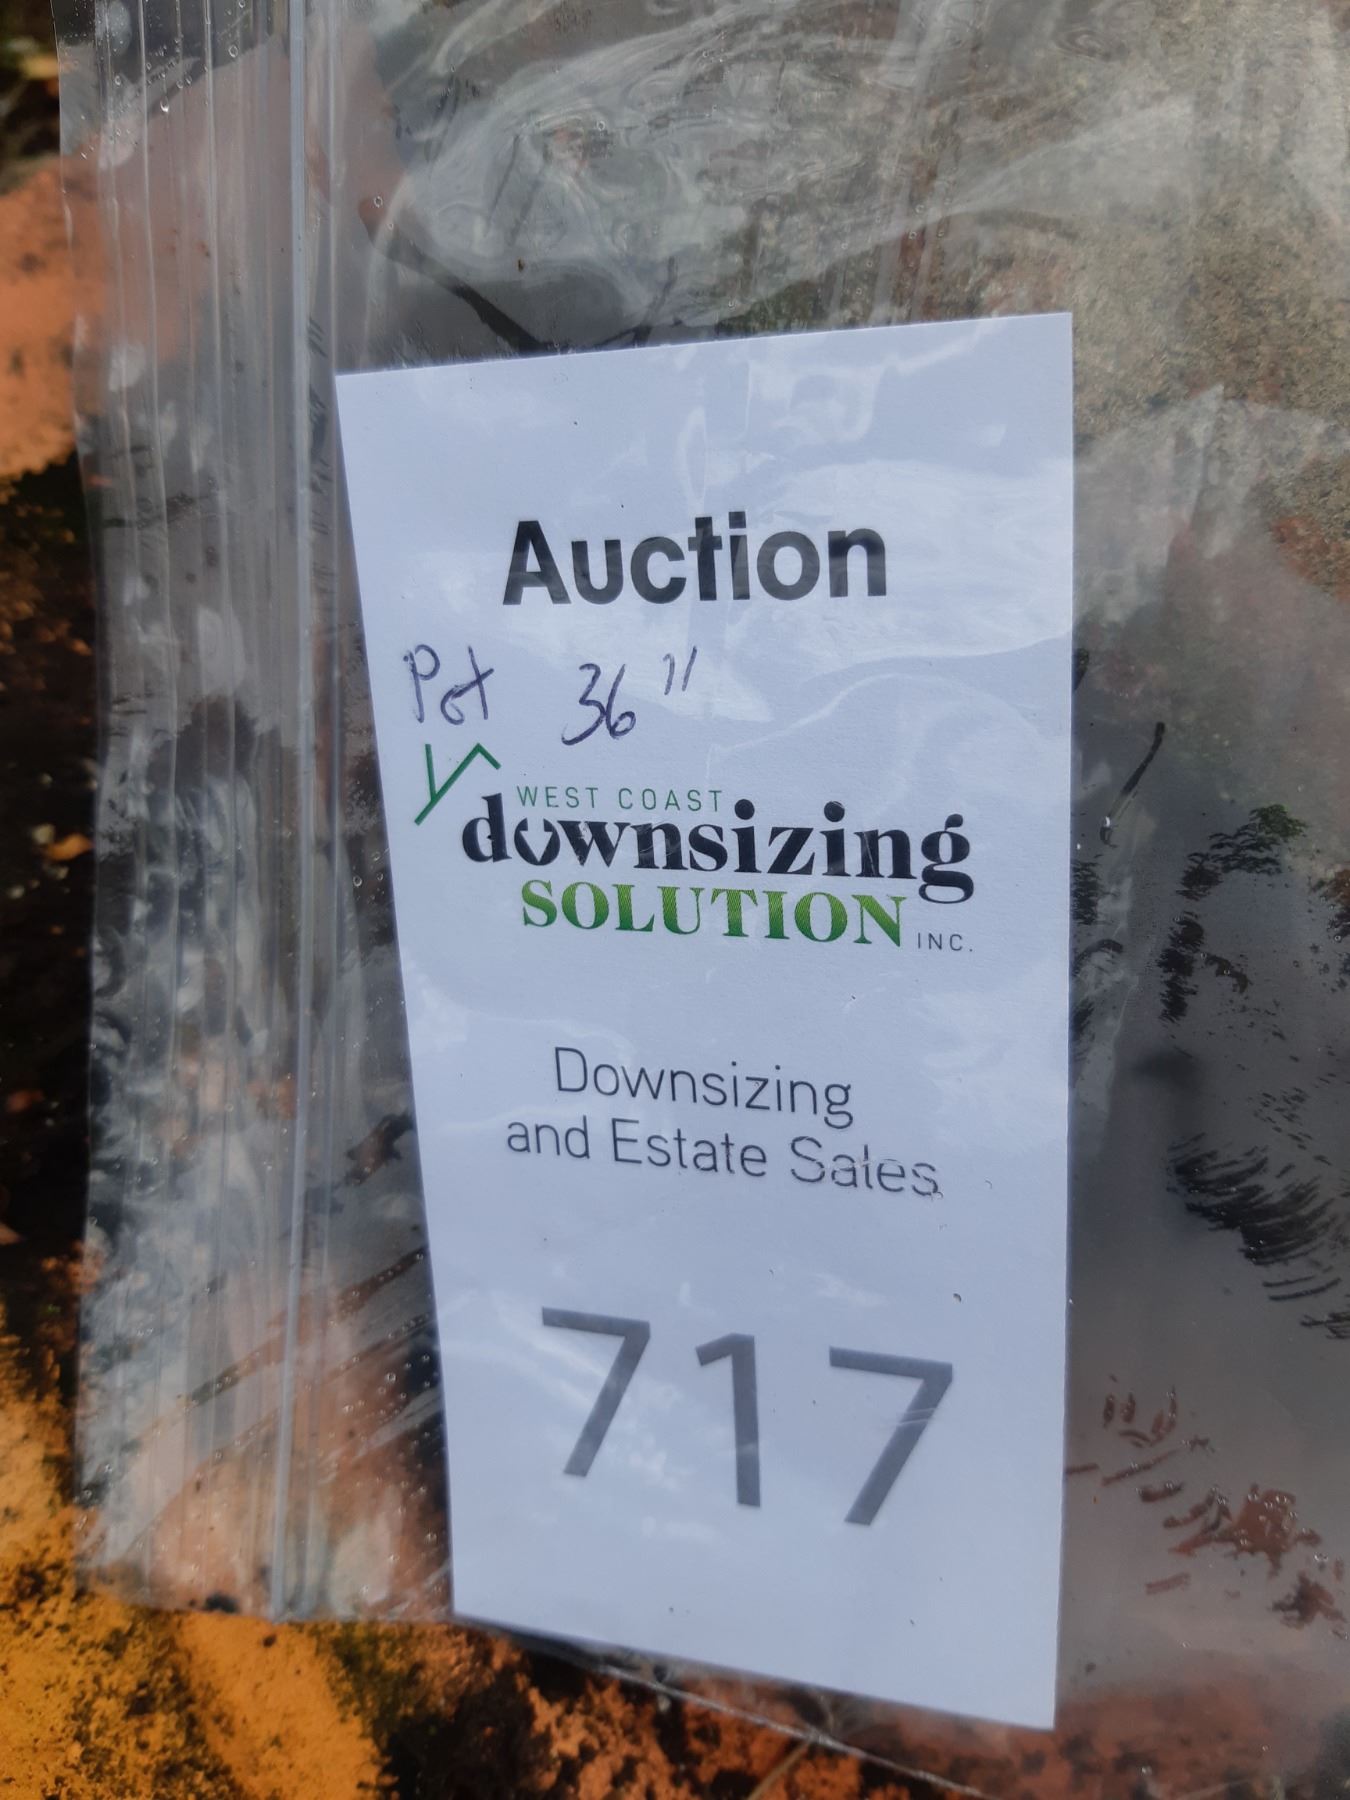 Auction
Pot 36"
WEST COAST
downsizing
SOLUTION INC.
Downsizing
and Estate Sales
717